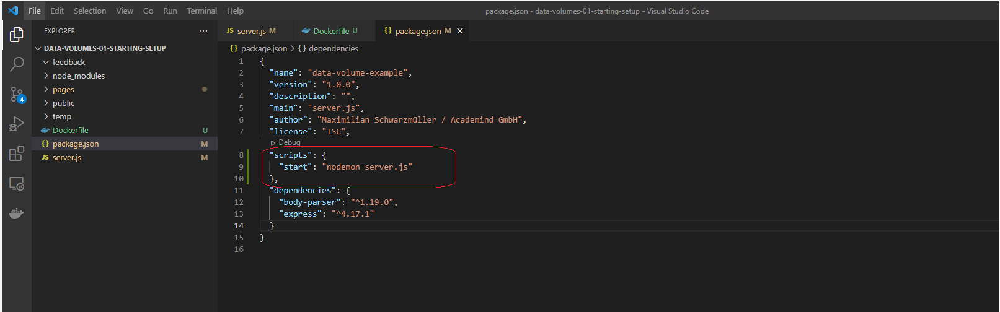 File Edit Selection View Go Run Terminal Help
package.json - data-volumes-01-starting-setup - Visual Studio Code
EXPLORER ···
JS server.js M
Dockerfile U
{} package.json M ×
DATA-VOLUMES-01-STARTING-SETUP
{} package.json > {} dependencies
feedback
node_modules
pages
public
temp
Dockerfile U
{} package.json M
JS server.js M
4
1 {
2 "name": "data-volume-example",
3 "version": "1.0.0",
4 "description": "",
5 "main": "server.js",
6 "author": "Maximilian Schwarzmüller / Academind GmbH",
7 "license": "ISC",
Debug
8 "scripts": {
9 "start": "nodemon server.js"
10 },
11 "dependencies": {
12 "body-parser": "^1.19.0",
13 "express": "^4.17.1"
14 }
15 }
16